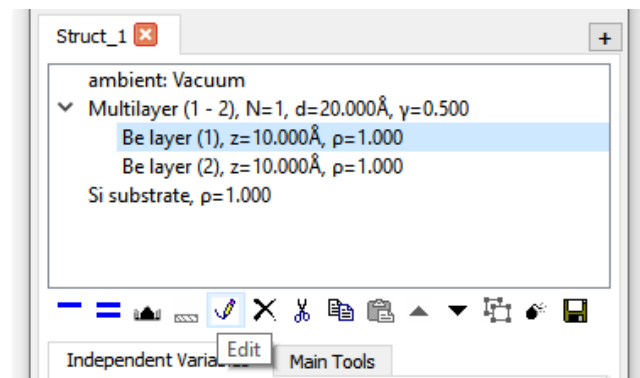 Struct_1
+
ambient: Vacuum
Multilayer (1 - 2), N=1, d=20.000Å, γ=0.500
Be layer (1), z=10.000Å, ρ=1.000
Be layer (2), z=10.000Å, ρ=1.000
Si substrate, ρ=1.000
Edit
Independent Varia Main Tools